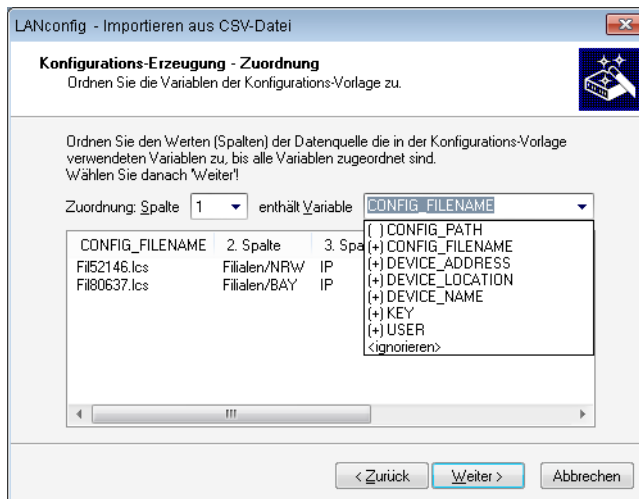 LANconfig - Importieren aus CSV-Datei
Konfigurations-Erzeugung - Zuordnung
Ordnen Sie die Variablen der Konfigurations-Vorlage zu.
Ordnen Sie den Werten (Spalten) der Datenquelle die in der Konfigurations-Vorlage
verwendeten Variablen zu, bis alle Variablen zugeordnet sind.
Wählen Sie danach 'Weiter'!
Zuordnung: Spalte 1 enthält Variable CONFIG_FILENAME
CONFIG_FILENAME 2. Spalte 3. Spa
Fil52146.lcs Filialen/NRW IP
Fil80637.lcs Filialen/BAY IP
( ) CONFIG_PATH
(+) CONFIG_FILENAME
(+) DEVICE_ADDRESS
(+) DEVICE_LOCATION
(+) DEVICE_NAME
(+) KEY
(+) USER
<ignorieren>
< Zurück Weiter > Abbrechen